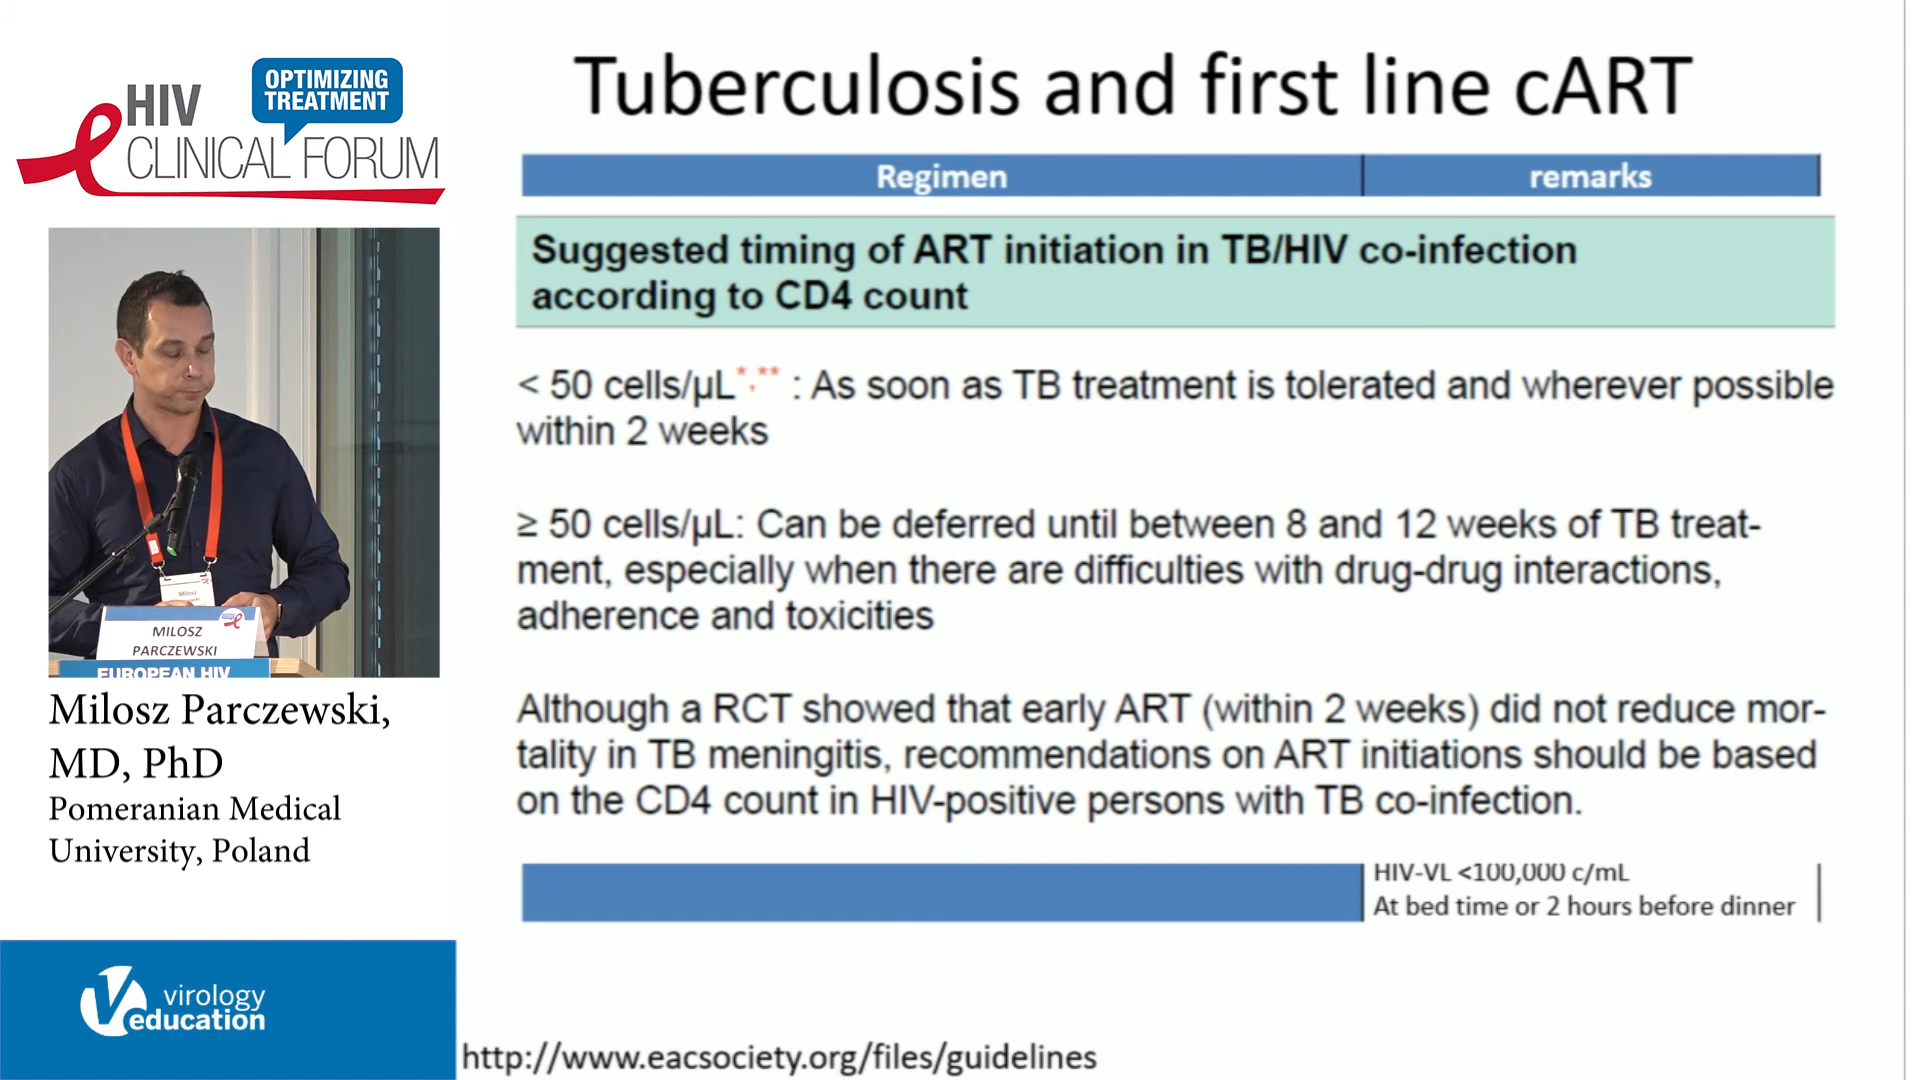 HIV
OPTIMIZING
TREATMENT
CLINICAL FORUM
MILOSZ
PARCZEWSKI
EUROPEAN HIV
Milosz Parczewski,
MD, PhD
Pomeranian Medical
University, Poland
virology
education
Tuberculosis and first line cART
Regimen remarks
Suggested timing of ART initiation in TB/HIV co-infection
according to CD4 count
< 50 cells/µL*,** : As soon as TB treatment is tolerated and wherever possible
within 2 weeks
≥ 50 cells/µL: Can be deferred until between 8 and 12 weeks of TB treat-
ment, especially when there are difficulties with drug-drug interactions,
adherence and toxicities
Although a RCT showed that early ART (within 2 weeks) did not reduce mor-
tality in TB meningitis, recommendations on ART initiations should be based
on the CD4 count in HIV-positive persons with TB co-infection.
HIV-VL <100,000 c/mL
At bed time or 2 hours before dinner
http://www.eacsociety.org/files/guidelines